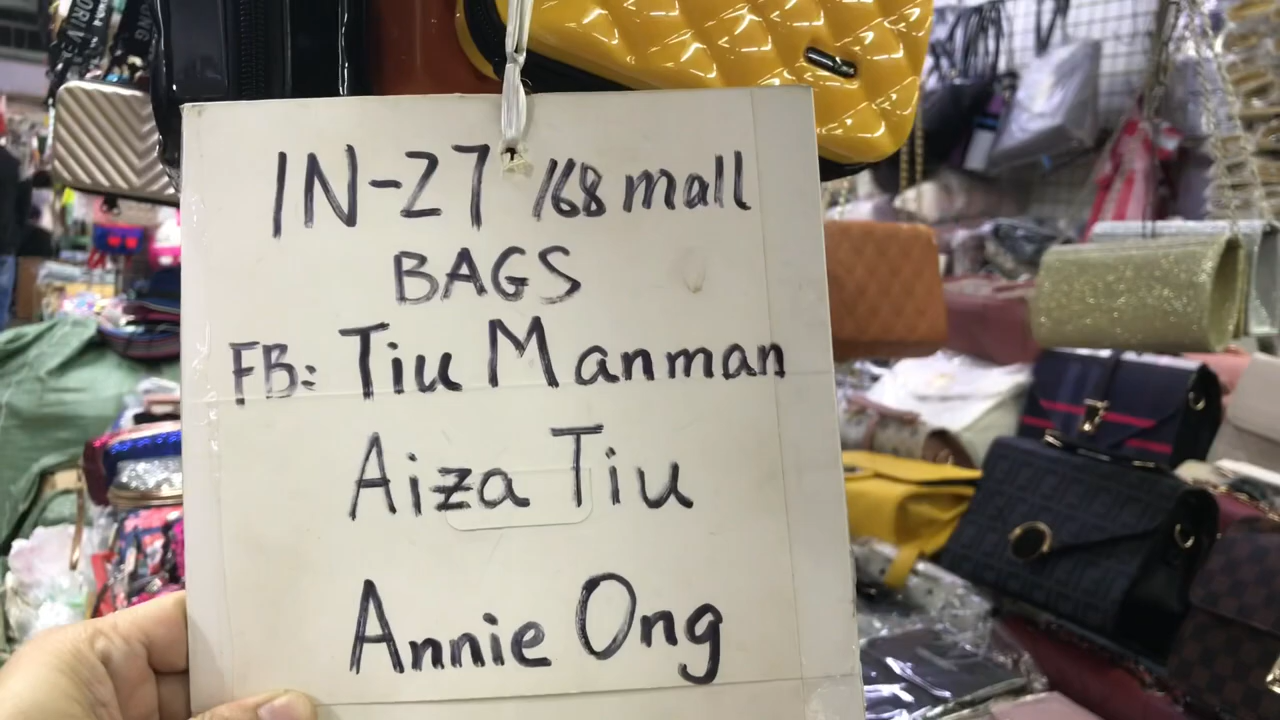 IN-27 168 mall
BAGS
FB: Tiu Manman
Aiza Tiu
Annie Ong